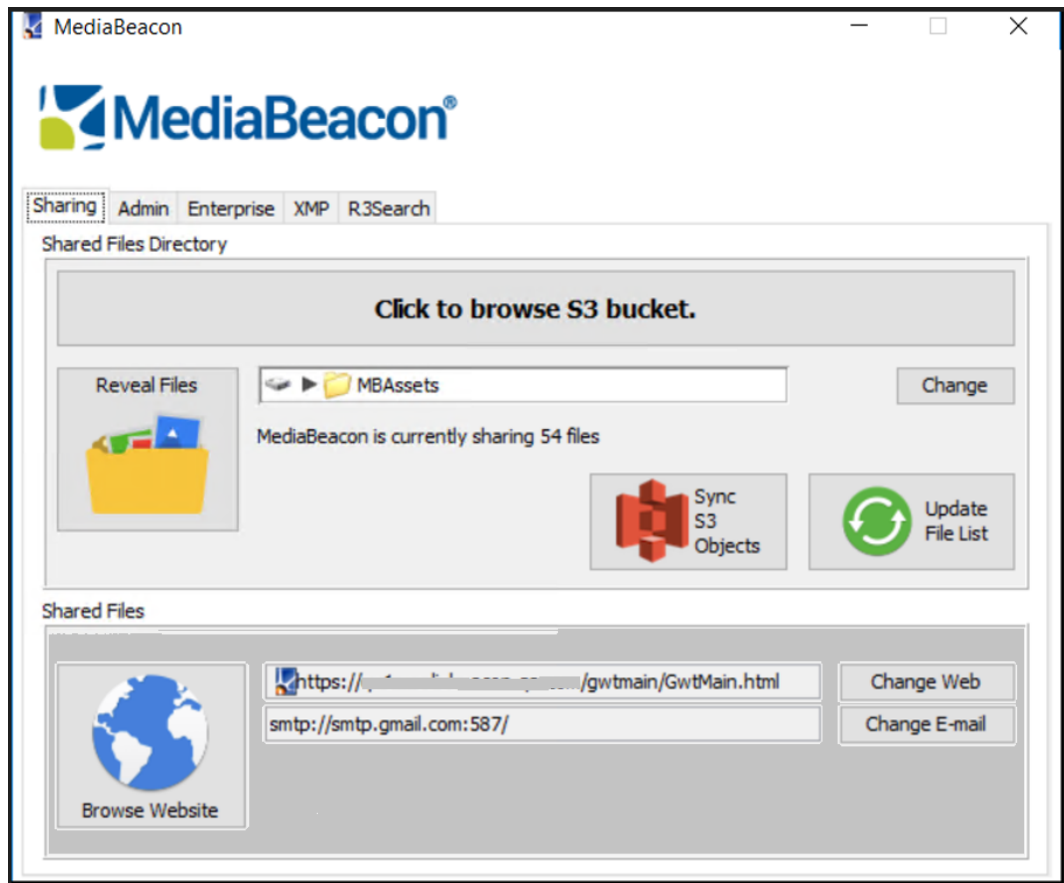 MediaBeacon
MediaBeacon®
Sharing Admin Enterprise XMP R3Search
Shared Files Directory
Click to browse S3 bucket.
Reveal Files
MBAssets
Change
MediaBeacon is currently sharing 54 files
Sync
S3
Objects
Update
File List
Shared Files
https:// /gwtmain/GwtMain.html
Change Web
smtp://smtp.gmail.com:587/
Change E-mail
Browse Website